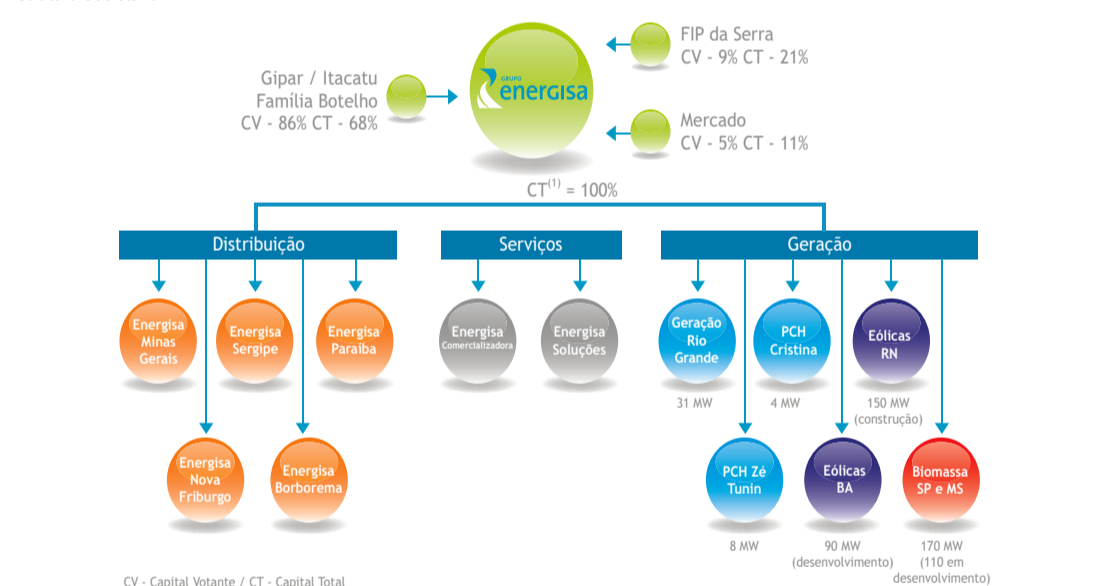 FIP da Serra
CV - 9% CT - 21%
Gipar / Itacatu
Família Botelho
CV - 86% CT - 68%
GRUPO
energisa
Mercado
CV - 5% CT - 11%
CT(1) = 100%
Distribuição
Serviços
Geração
Energisa
Minas
Gerais
Energisa
Sergipe
Energisa
Paraíba
Energisa
Comercializadora
Energisa
Soluções
Geração
Rio
Grande
PCH
Cristina
Eólicas
RN
31 MW
4 MW
150 MW
(construção)
Energisa
Nova
Friburgo
Energisa
Borborema
PCH Zé
Tunin
Eólicas
BA
Biomassa
SP e MS
8 MW
90 MW
(desenvolvimento)
170 MW
(110 em
desenvolvimento)
CV - Capital Votante / CT - Capital Total